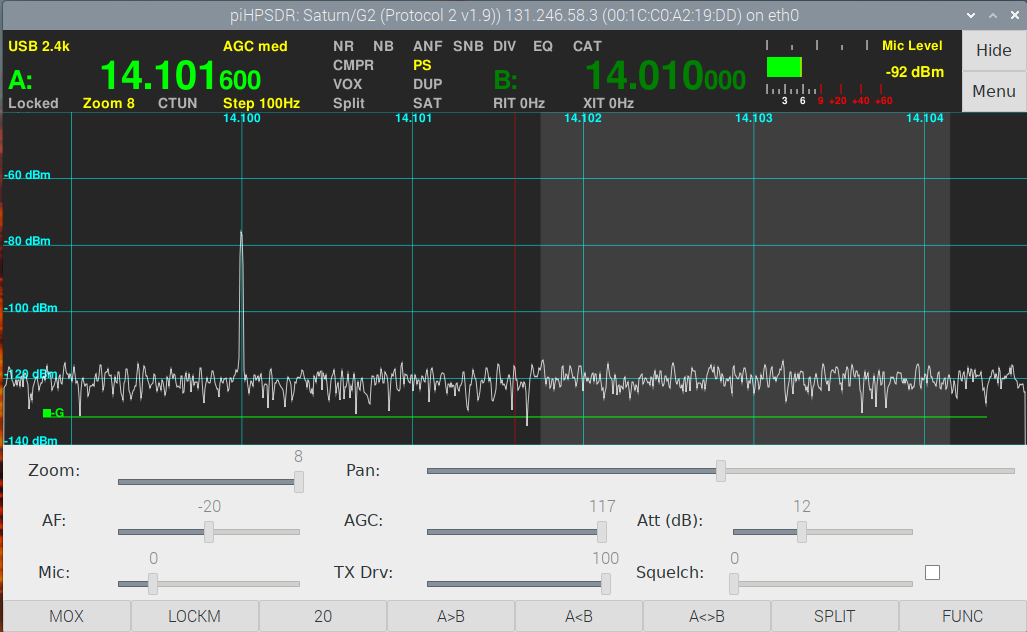 piHPSDR: Saturn/G2 (Protocol 2 v1.9)) 131.246.58.3 (00:1C:C0:A2:19:DD) on eth0
USB 2.4k AGC med NR NB ANF SNB DIV EQ CAT Mic Level Hide
CMPR PS
A: 14.101600 VOX DUP B: 14.010000 -92 dBm Menu
Locked Zoom 8 CTUN Step 100Hz Split SAT RIT 0Hz XIT 0Hz 3 6 9 +20 +40 +60
14.100 14.101 14.102 14.103 14.104
-60 dBm
-80 dBm
-100 dBm
-120 dBm
-G
-140 dBm
Zoom: 8 Pan:
AF: -20 AGC: 117 Att (dB): 12
Mic: 0 TX Drv: 100 Squelch: 0
MOX LOCKM 20 A>B A<B A<>B SPLIT FUNC